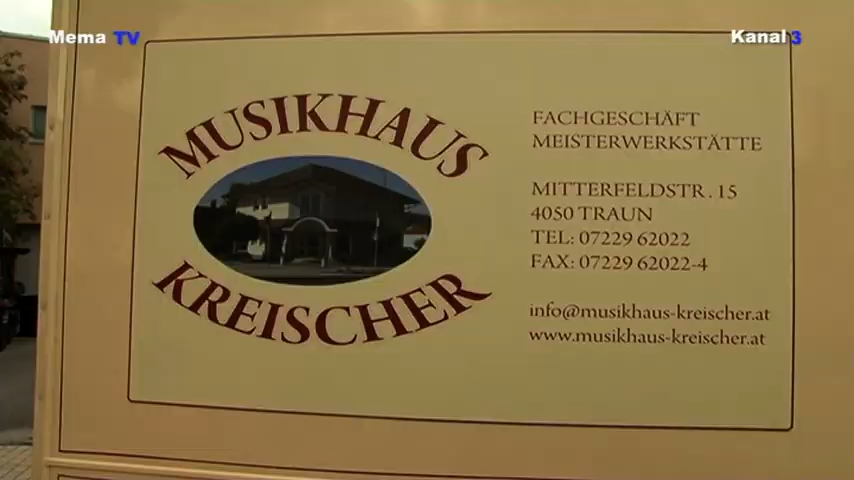 Mema TV
Kanal 3
MUSIKHAUS
KREISCHER
FACHGESCHÄFT
MEISTERWERKSTÄTTE
MITTERFELDSTR. 15
4050 TRAUN
TEL: 07229 62022
FAX: 07229 62022-4
info@musikhaus-kreischer.at
www.musikhaus-kreischer.at